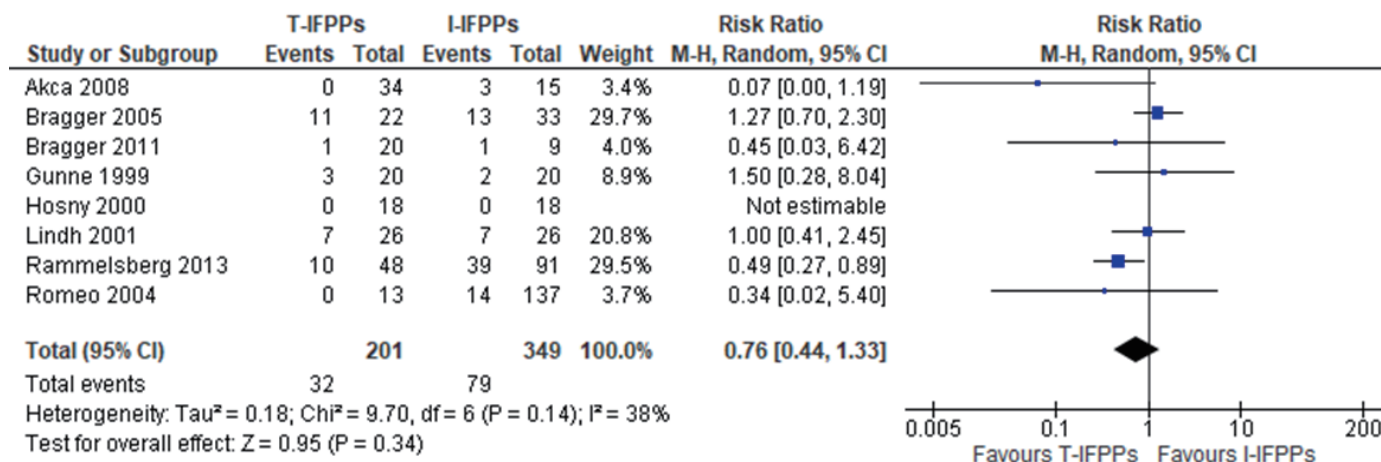 T-IFPPs I-IFPPs Risk Ratio Risk Ratio
Study or Subgroup Events Total Events Total Weight M-H, Random, 95% CI M-H, Random, 95% CI
Akca 2008 0 34 3 15 3.4% 0.07 [0.00, 1.19]
Bragger 2005 11 22 13 33 29.7% 1.27 [0.70, 2.30]
Bragger 2011 1 20 1 9 4.0% 0.45 [0.03, 6.42]
Gunne 1999 3 20 2 20 8.9% 1.50 [0.28, 8.04]
Hosny 2000 0 18 0 18 Not estimable
Lindh 2001 7 26 7 26 20.8% 1.00 [0.41, 2.45]
Rammelsberg 2013 10 48 39 91 29.5% 0.49 [0.27, 0.89]
Romeo 2004 0 13 14 137 3.7% 0.34 [0.02, 5.40]
Total (95% CI) 201 349 100.0% 0.76 [0.44, 1.33]
Total events 32 79
Heterogeneity: Tau² = 0.18; Chi² = 9.70, df = 6 (P = 0.14); I² = 38%
Test for overall effect: Z = 0.95 (P = 0.34)
0.005 0.1 1 10 200
Favours T-IFPPs Favours I-IFPPs